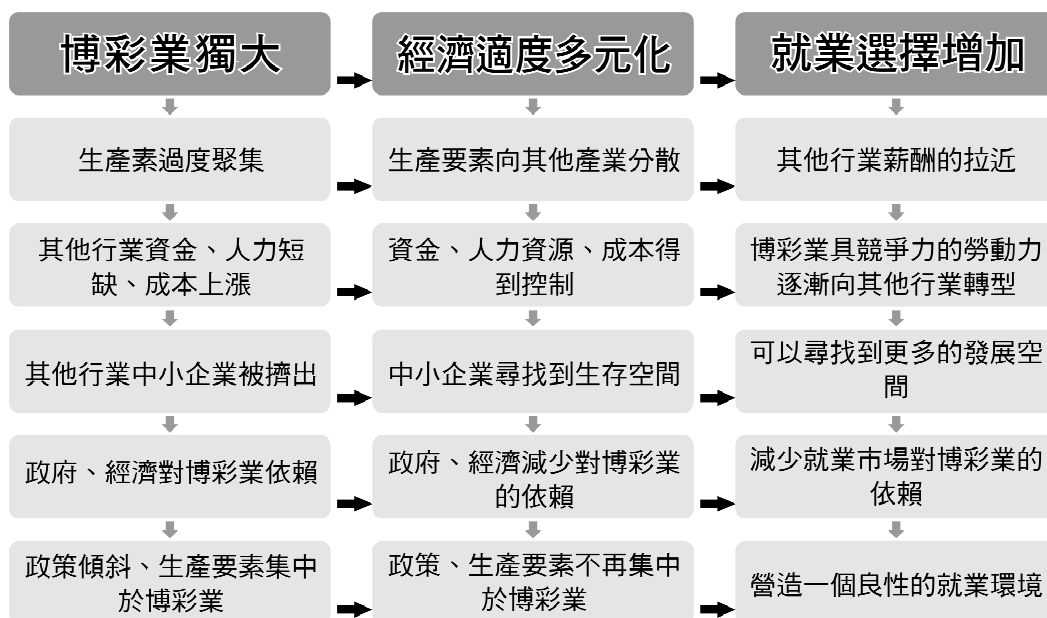 博彩業獨大
經濟適度多元化
就業選擇增加
生產素過度聚集
生產要素向其他產業分散
其他行業薪酬的拉近
其他行業資金、人力短
缺、成本上漲
資金、人力資源、成本得
到控制
博彩業具競爭力的勞動力
逐漸向其他行業轉型
其他行業中小企業被擠出
中小企業尋找到生存空間
可以尋找到更多的發展空
間
政府、經濟對博彩業依賴
政府、經濟減少對博彩業
的依賴
減少就業市場對博彩業的
依賴
政策傾斜、生產要素集中
於博彩業
政策、生產要素不再集中
於博彩業
營造一個良性的就業環境